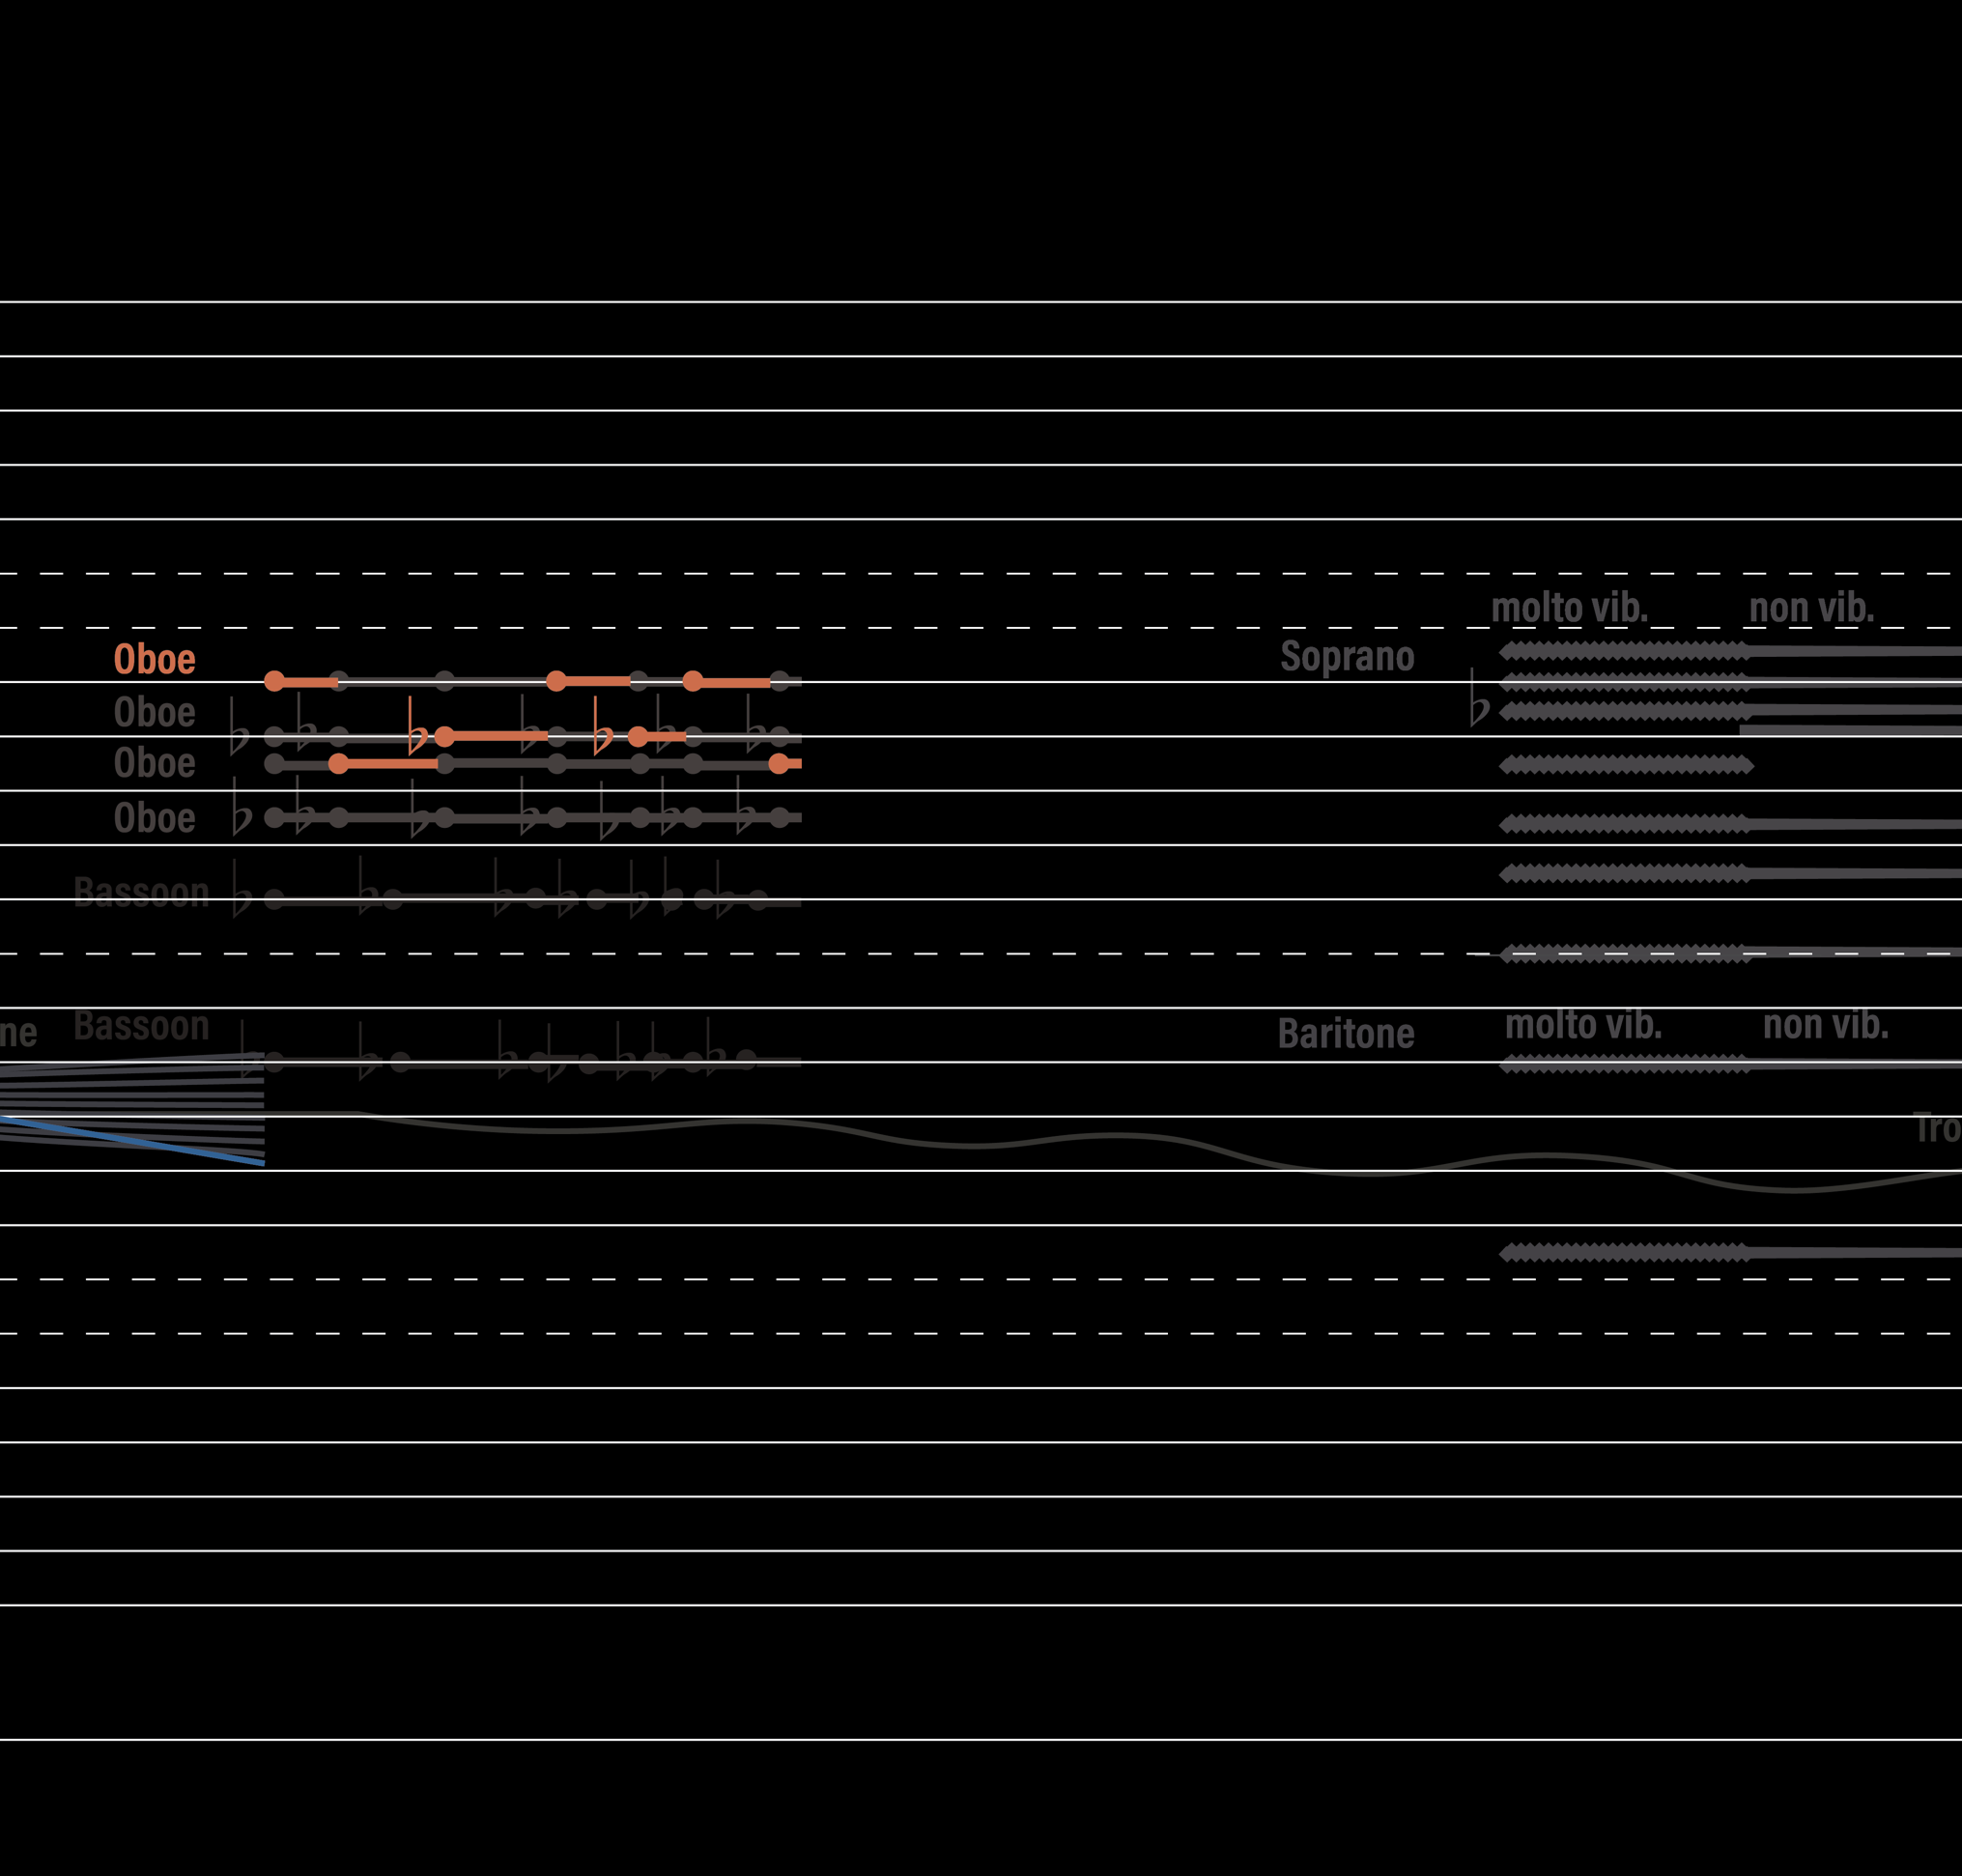 molto vib. non vib.
Oboe
Soprano
Oboe
Oboe
Oboe
Bassoon
ne
Bassoon
Baritone
molto vib. non vib.
Tro